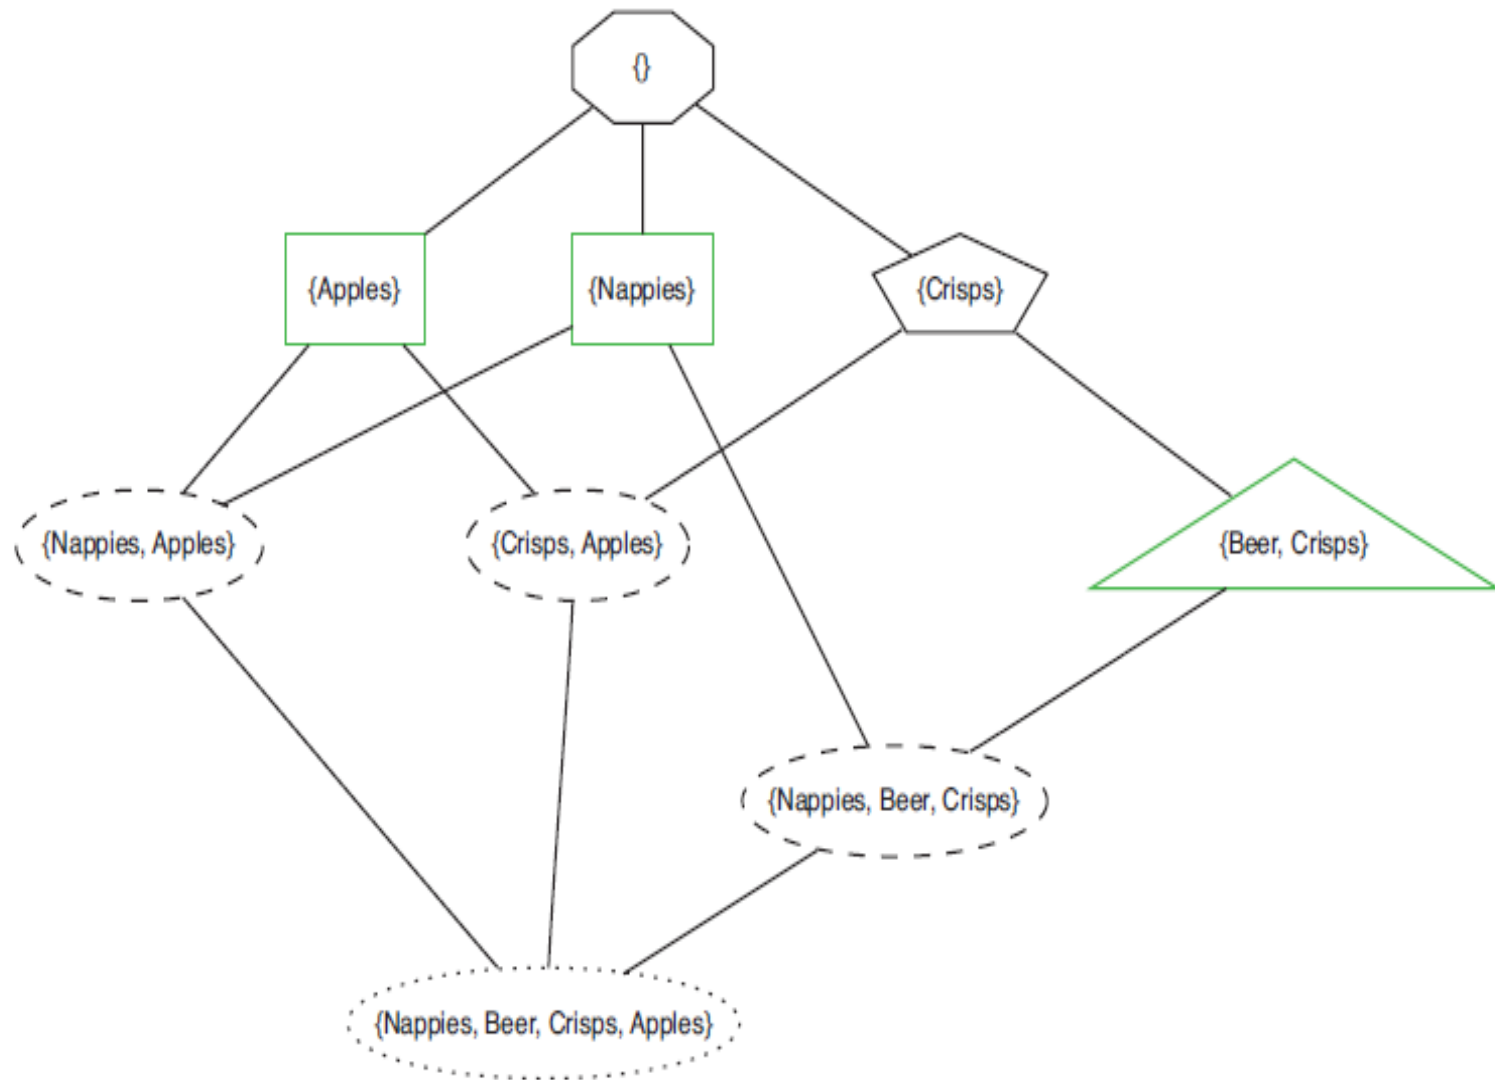 {}
{Apples}
{Nappies}
{Crisps}
{Nappies, Apples}
{Crisps, Apples}
{Beer, Crisps}
{Nappies, Beer, Crisps}
{Nappies, Beer, Crisps, Apples}